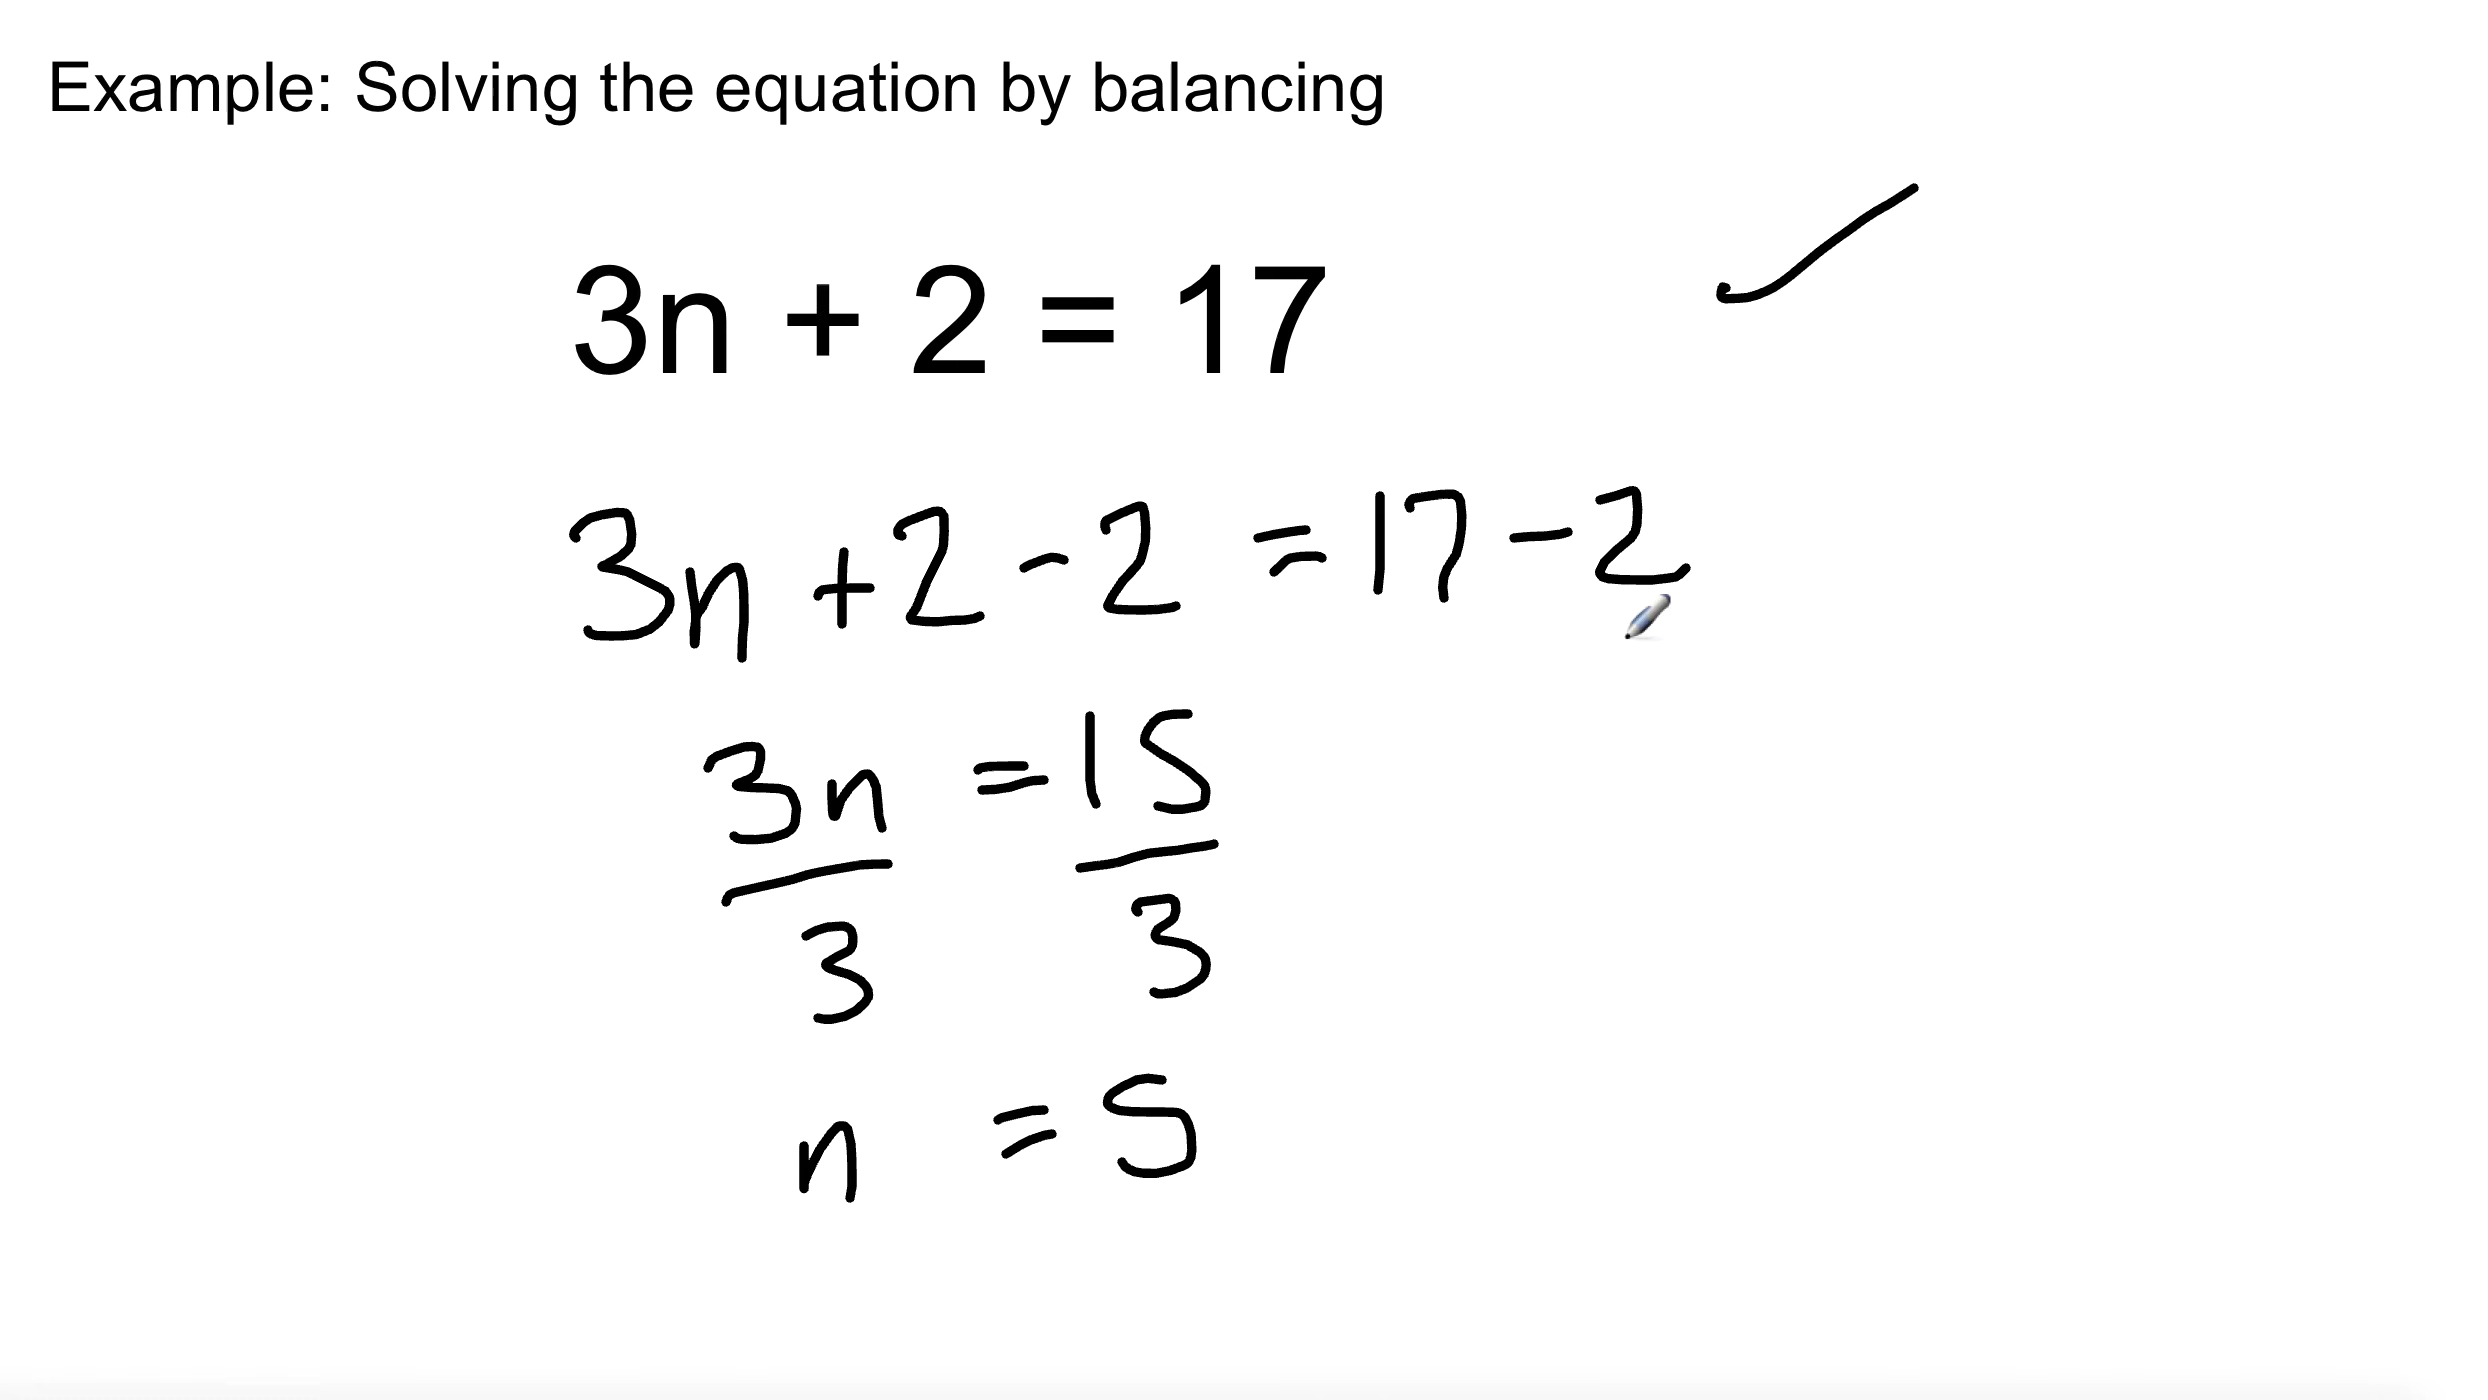 Example: Solving the equation by balancing
3n + 2 = 17
3n + 2 - 2 = 17 - 2
3n = 15
3 3
n = 5